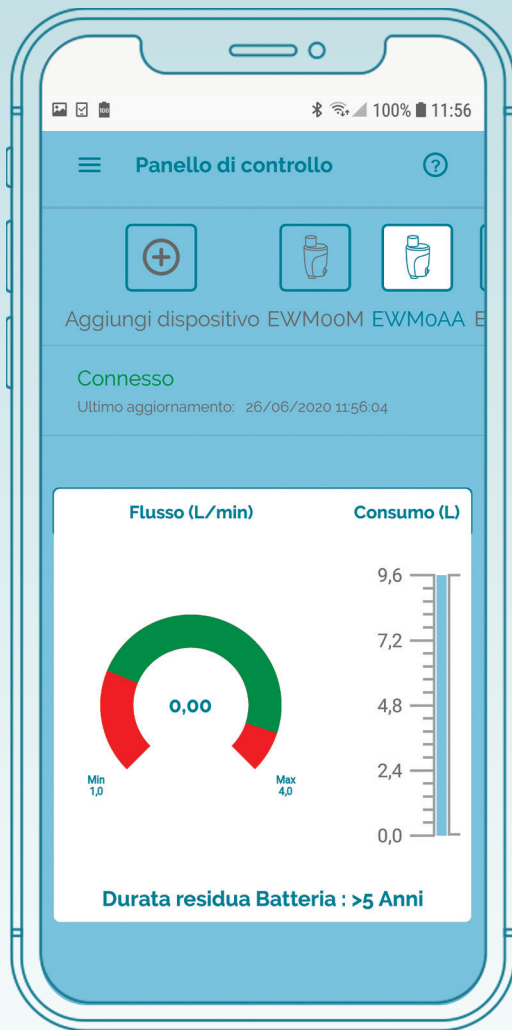 100 100% 11:56
Panello di controllo ?
Aggiungi dispositivo EWM00M EWM0AA E
Connesso
Ultimo aggiornamento: 26/06/2020 11:56:04
Flusso (L/min) Consumo (L)
9,6
7,2
0,00
4,8
Min
1,0
Max
4,0
2,4
0,0
Durata residua Batteria : >5 Anni